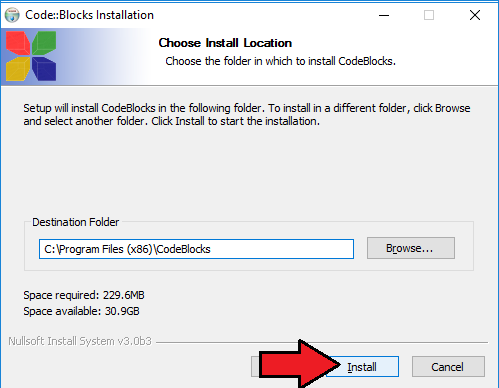 Code::Blocks Installation
Choose Install Location
Choose the folder in which to install CodeBlocks.
Setup will install CodeBlocks in the following folder. To install in a different folder, click Browse
and select another folder. Click Install to start the installation.
Destination Folder
C:\Program Files (x86)\CodeBlocks
Browse...
Space required: 229.6MB
Space available: 30.9GB
Nullsoft Install System v3.0b3
Install
Cancel